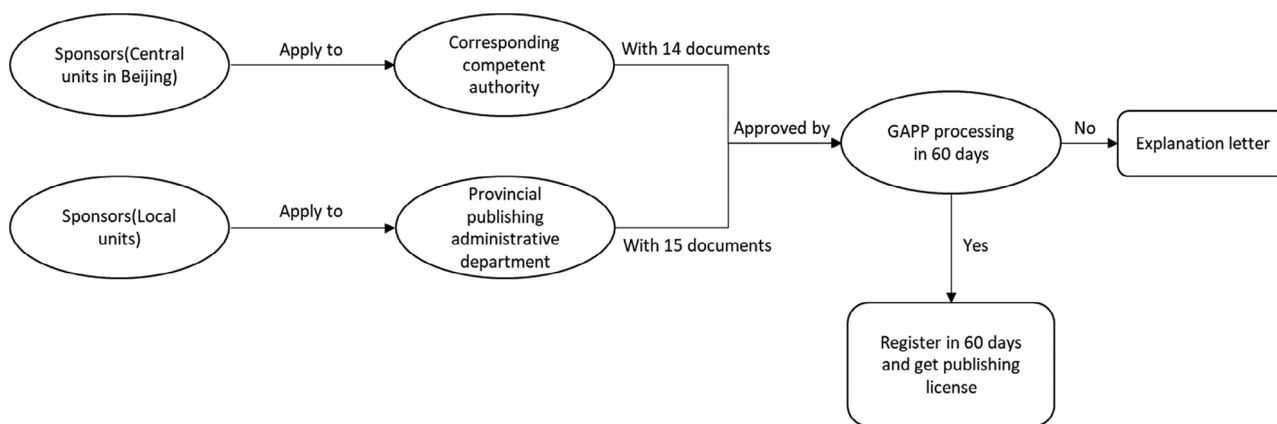 Sponsors(Central
units in Beijing)
Apply to
Corresponding
competent
authority
With 14 documents
Sponsors(Local
units)
Apply to
Provincial
publishing
administrative
department
With 15 documents
Approved by
GAPP processing
in 60 days
No
Explanation letter
Yes
Register in 60 days
and get publishing
license